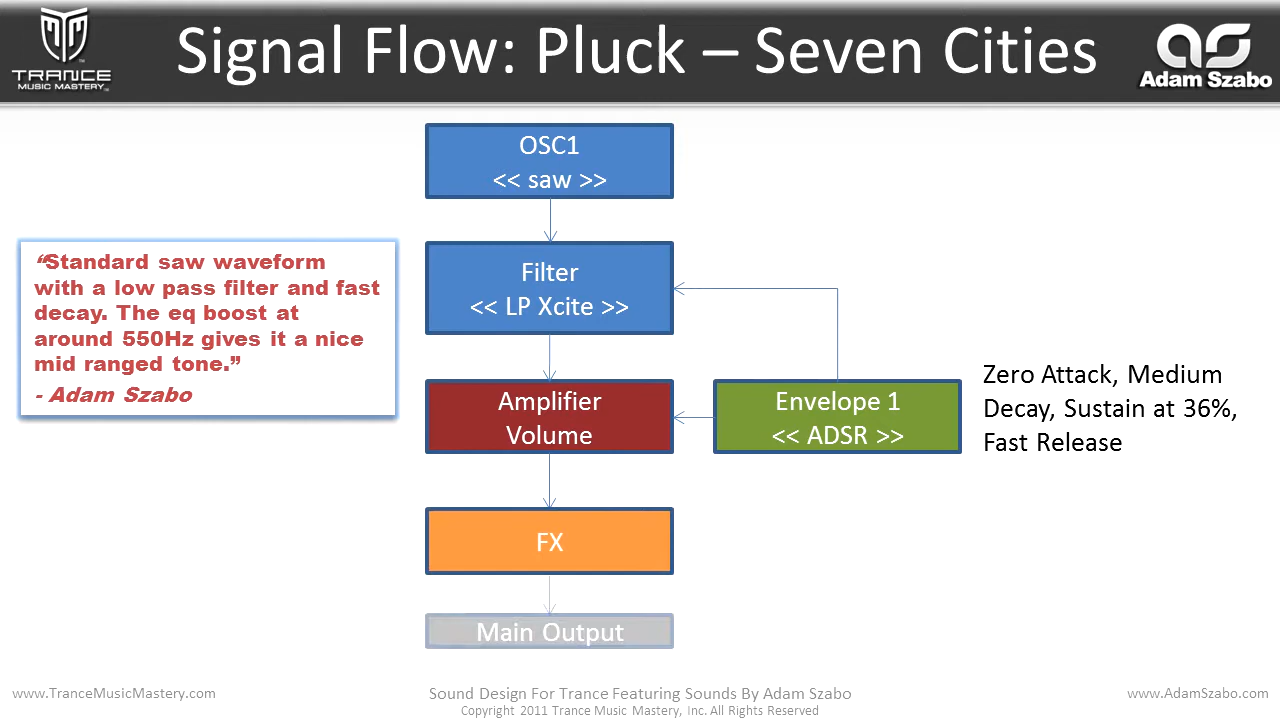 TRANCE
MUSIC MASTERY™
Signal Flow: Pluck – Seven Cities
Adam Szabo
OSC1
<< saw >>
“Standard saw waveform
with a low pass filter and fast
decay. The eq boost at
around 550Hz gives it a nice
mid ranged tone.”
- Adam Szabo
Filter
<< LP Xcite >>
Amplifier
Volume
Envelope 1
<< ADSR >>
Zero Attack, Medium
Decay, Sustain at 36%,
Fast Release
FX
Main Output
www.TranceMusicMastery.com
Sound Design For Trance Featuring Sounds By Adam Szabo
Copyright 2011 Trance Music Mastery, Inc. All Rights Reserved
www.AdamSzabo.com